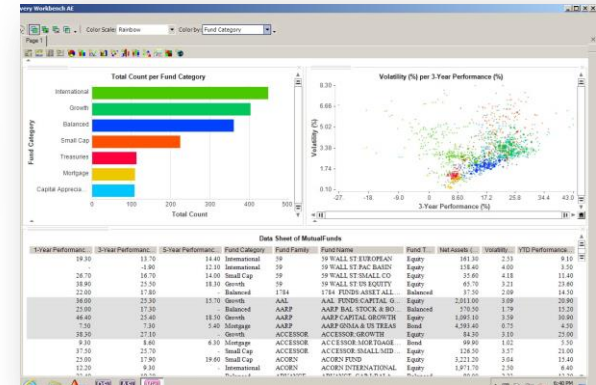 very Workbench AE
Color Scale: Rainbow Color by: Fund Category
Page 1
Total Count per Fund Category
International
Growth
Balanced
Small Cap
Treasures
Mortgage
Capital Apprecia...
Fund Category
0 100 200 300 400 500
Total Count
Volatility (%) per 3-Year Performance (%)
8.30
6.66
5.02
3.38
1.74
0.10
Volatility (%)
-27. -18. -9.0 0 8.60 17.2 25.8 34.4 43.0
3-Year Performance (%)
Data Sheet of MutualFunds
1-Year Performanc... 3-Year Performanc... 5-Year Performanc... Fund Category Fund Family Fund Name Fund T... Net Assets (... Volatility... YTD Performance...
19.30 13.70 14.40 International 59 59 WALL ST:EUROPEAN Equity 161.30 2.53 9.10
- -1.90 12.10 International 59 59 WALL ST:PAC BASIN Equity 158.40 4.00 3.50
26.70 16.70 14.00 Small Cap 59 59 WALL ST:SMALL CO Equity 35.60 4.18 11.40
38.90 25.50 18.30 Growth 59 59 WALL ST:US EQUITY Equity 65.70 3.21 23.60
22.00 17.80 - Balanced 1784 1784 FUNDS:ASSET ALL... Balanced 37.50 2.09 14.50
36.00 25.30 15.70 Growth AAL AAL FUNDS:CAPITAL G... Equity 2,011.00 3.09 20.90
25.00 17.30 - Balanced AARP AARP BAL STOCK & BO... Balanced 570.50 1.79 15.20
46.40 25.40 18.50 Growth AARP AARP CAPITAL GROWTH Equity 1,095.10 3.59 30.90
7.50 7.30 5.40 Mortgage AARP AARP GNMA & US TREAS Bond 4,593.40 0.75 4.50
38.30 27.10 - Growth ACCESSOR ACCESSOR:GROWTH Equity 84.30 3.10 25.00
9.30 8.60 6.30 Mortgage ACCESSOR ACCESSOR:MORTGAGE... Bond 99.90 1.02 5.50
37.50 25.70 - Small Cap ACCESSOR ACCESSOR:SMALL/MID... Equity 126.50 3.57 21.00
25.00 17.90 19.60 Small Cap ACORN ACORN FUND Equity 3,221.20 3.04 15.40
12.20 9.30 - International ACORN ACORN INTERNATIONAL Equity 1,971.70 2.50 6.40